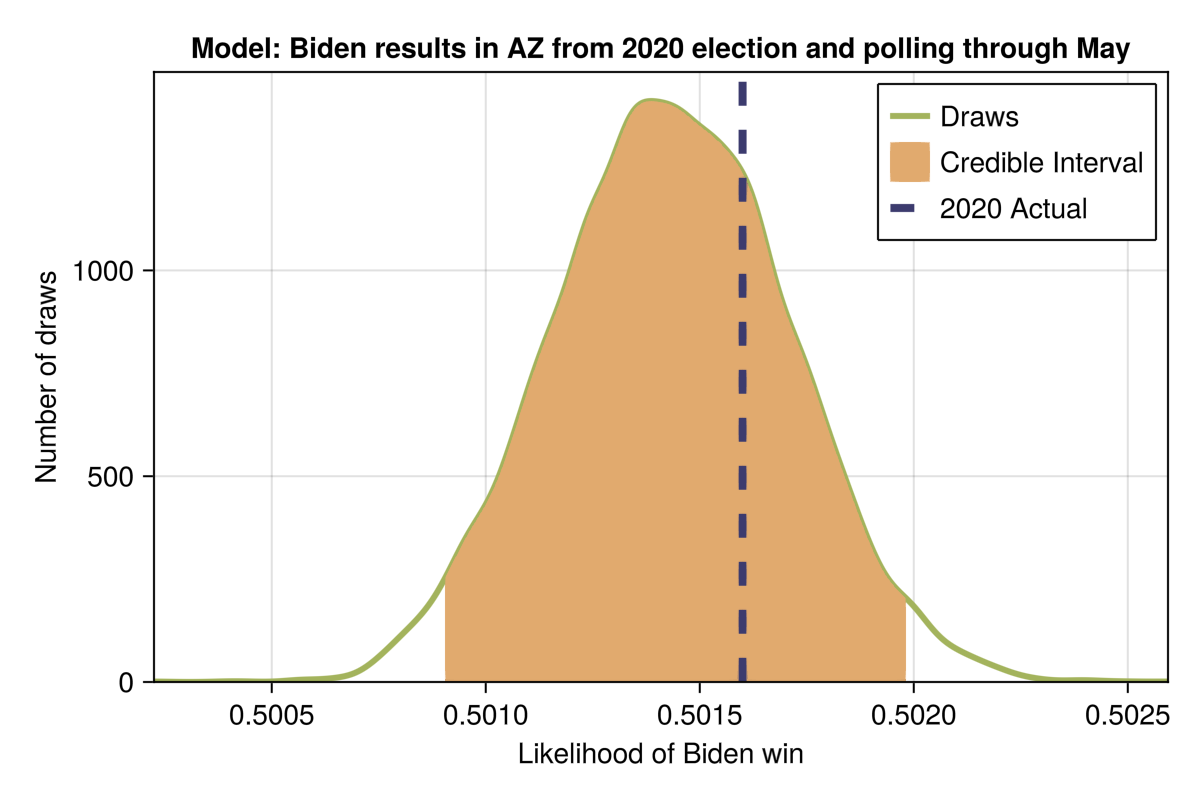 Model: Biden results in AZ from 2020 election and polling through May
Draws
Credible Interval
2020 Actual
Number of draws
1000
500
0
0.5005 0.5010 0.5015 0.5020 0.5025
Likelihood of Biden win